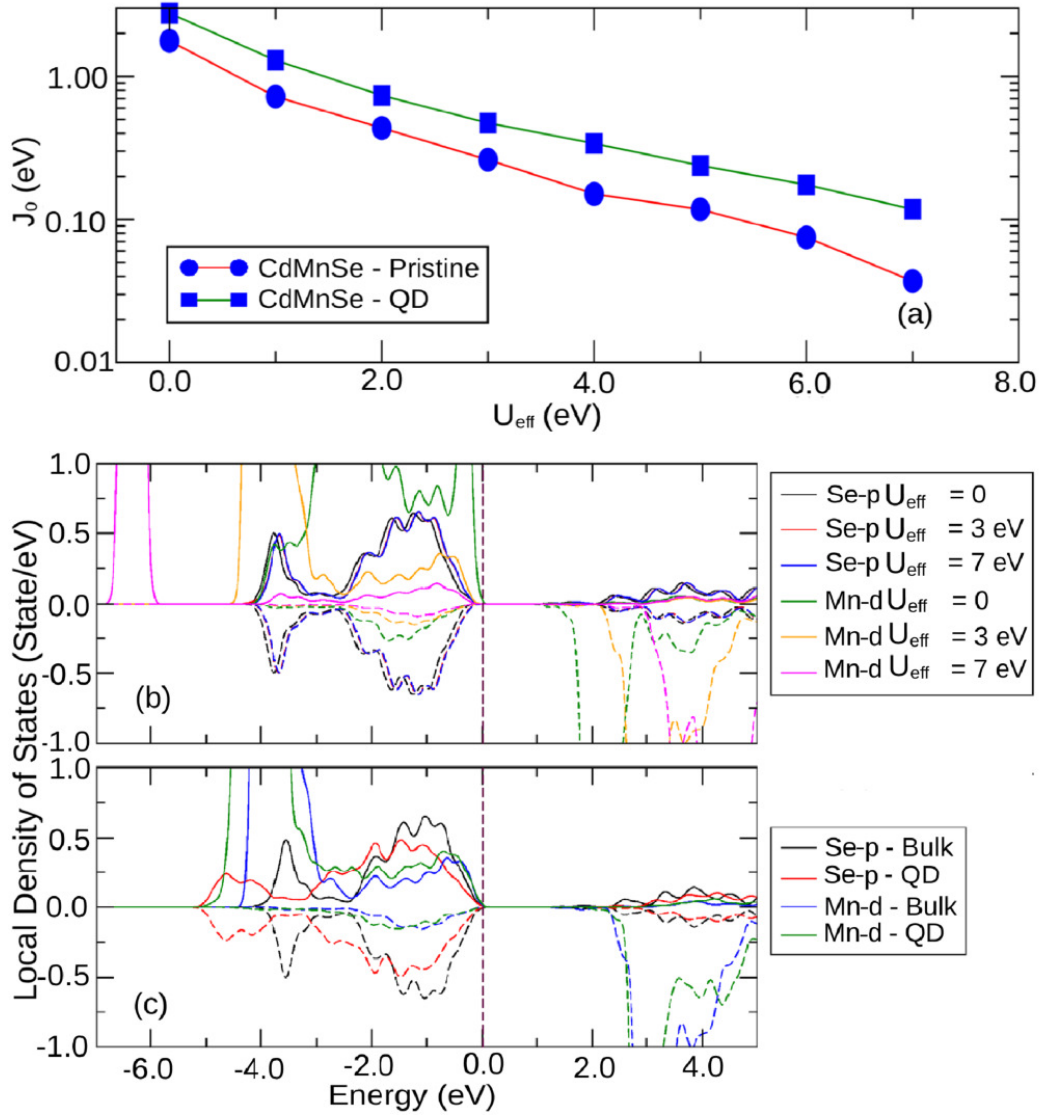 1.00
0.10
0.01
J₀ (eV)
CdMnSe - Pristine
CdMnSe - QD
(a)
0.0 2.0 4.0 6.0 8.0
U_eff (eV)
1.0
0.5
0.0
-0.5
-1.0
(b)
Se-p U_eff = 0
Se-p U_eff = 3 eV
Se-p U_eff = 7 eV
Mn-d U_eff = 0
Mn-d U_eff = 3 eV
Mn-d U_eff = 7 eV
Local Density of States (State/eV)
1.0
0.5
0.0
-0.5
-1.0
(c)
Se-p - Bulk
Se-p - QD
Mn-d - Bulk
Mn-d - QD
-6.0 -4.0 -2.0 0.0 2.0 4.0
Energy (eV)